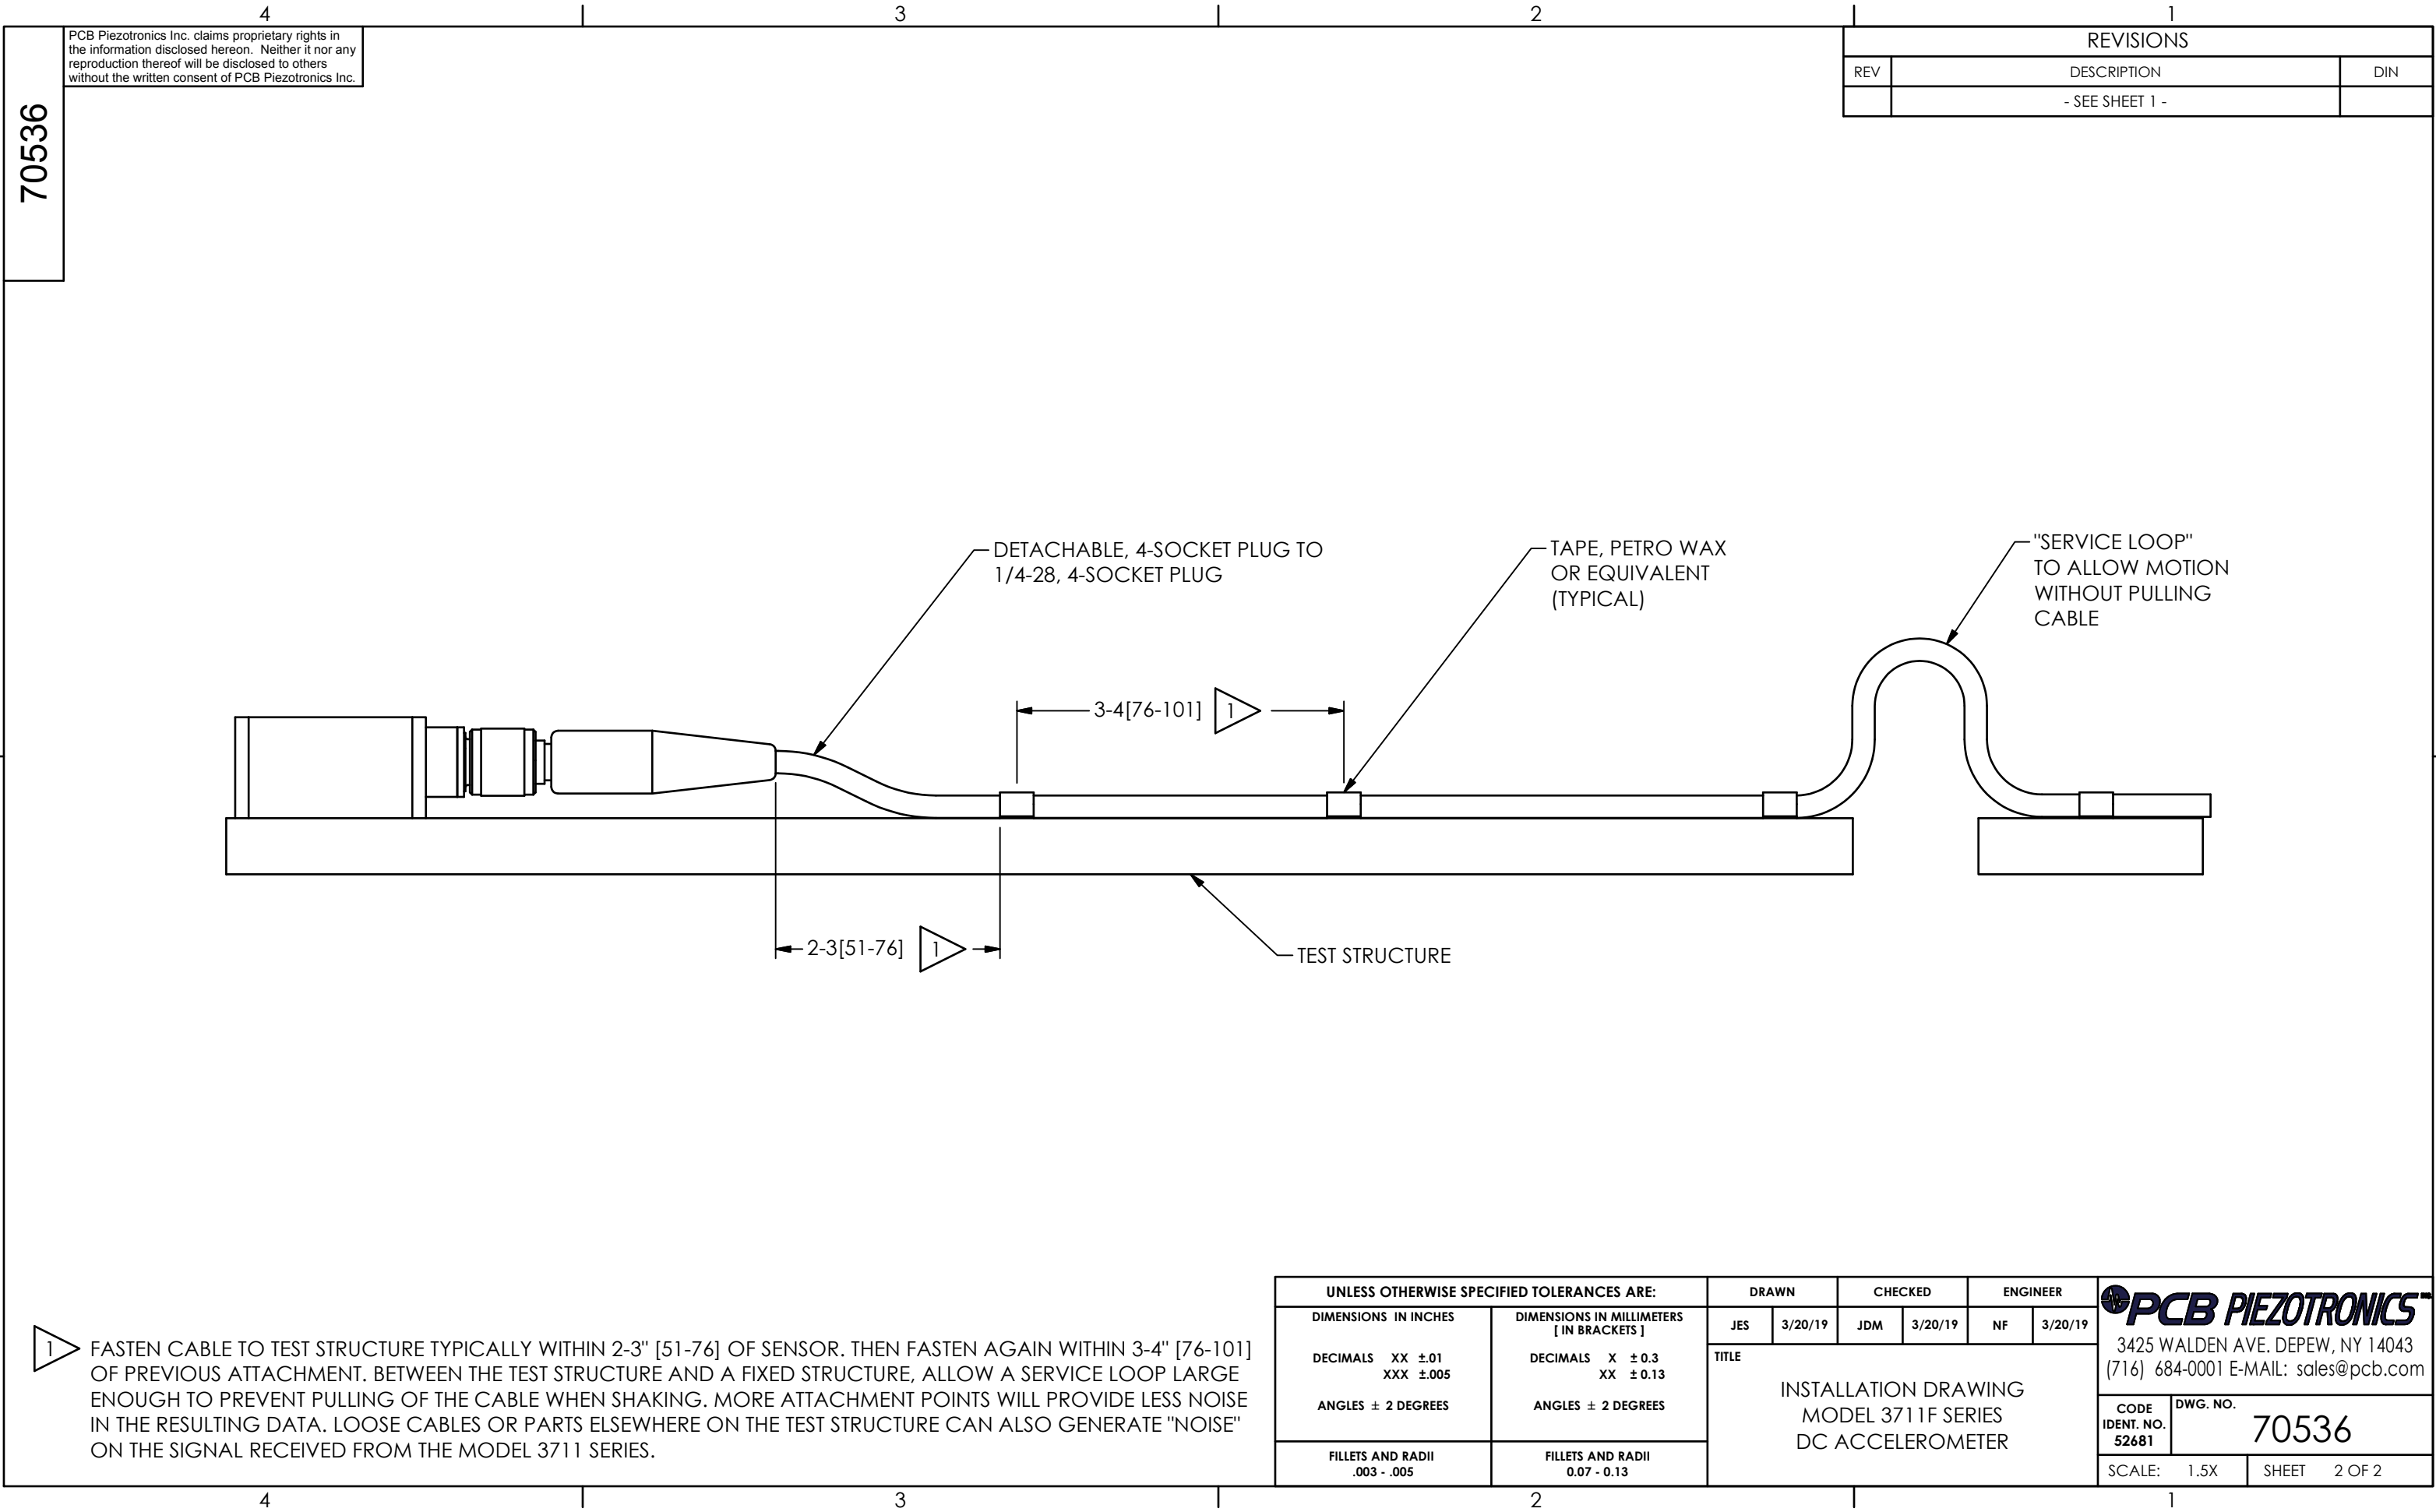 4
3
2
1
PCB Piezotronics Inc. claims proprietary rights in
the information disclosed hereon. Neither it nor any
reproduction thereof will be disclosed to others
without the written consent of PCB Piezotronics Inc.
70536
REVISIONS
REV
DESCRIPTION
DIN
- SEE SHEET 1 -
DETACHABLE, 4-SOCKET PLUG TO
1/4-28, 4-SOCKET PLUG
TAPE, PETRO WAX
OR EQUIVALENT
(TYPICAL)
"SERVICE LOOP"
TO ALLOW MOTION
WITHOUT PULLING
CABLE
3-4[76-101]
1
2-3[51-76]
1
TEST STRUCTURE
1
FASTEN CABLE TO TEST STRUCTURE TYPICALLY WITHIN 2-3" [51-76] OF SENSOR. THEN FASTEN AGAIN WITHIN 3-4" [76-101]
OF PREVIOUS ATTACHMENT. BETWEEN THE TEST STRUCTURE AND A FIXED STRUCTURE, ALLOW A SERVICE LOOP LARGE
ENOUGH TO PREVENT PULLING OF THE CABLE WHEN SHAKING. MORE ATTACHMENT POINTS WILL PROVIDE LESS NOISE
IN THE RESULTING DATA. LOOSE CABLES OR PARTS ELSEWHERE ON THE TEST STRUCTURE CAN ALSO GENERATE "NOISE"
ON THE SIGNAL RECEIVED FROM THE MODEL 3711 SERIES.
UNLESS OTHERWISE SPECIFIED TOLERANCES ARE:
DIMENSIONS IN INCHES
DECIMALS XX ±.01
XXX ±.005
ANGLES ± 2 DEGREES
FILLETS AND RADII
.003 - .005
DIMENSIONS IN MILLIMETERS
[ IN BRACKETS ]
DECIMALS X ± 0.3
XX ± 0.13
ANGLES ± 2 DEGREES
FILLETS AND RADII
0.07 - 0.13
DRAWN
CHECKED
ENGINEER
JES
3/20/19
JDM
3/20/19
NF
3/20/19
TITLE
INSTALLATION DRAWING
MODEL 3711F SERIES
DC ACCELEROMETER
PCB PIEZOTRONICS
3425 WALDEN AVE. DEPEW, NY 14043
(716) 684-0001 E-MAIL: sales@pcb.com
CODE
IDENT. NO.
52681
DWG. NO.
70536
SCALE: 1.5X
SHEET 2 OF 2
4
3
2
1